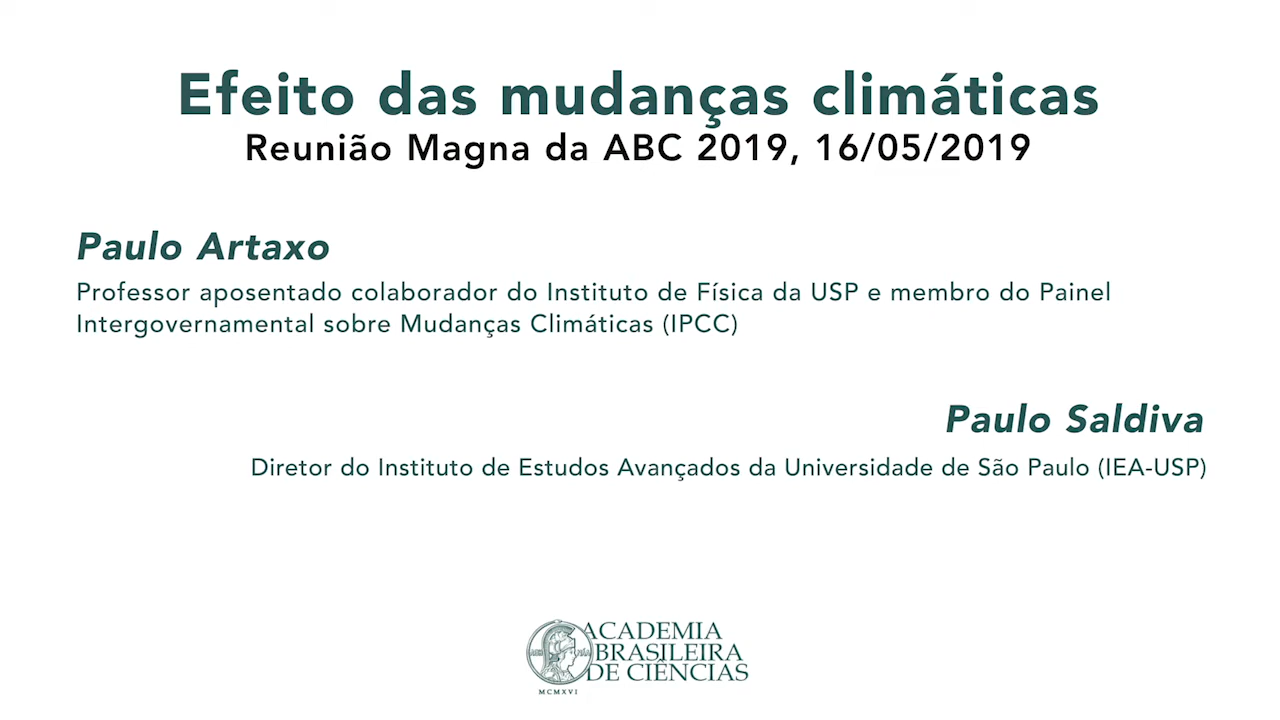 Efeito das mudanças climáticas
Reunião Magna da ABC 2019, 16/05/2019
Paulo Artaxo
Professor aposentado colaborador do Instituto de Física da USP e membro do Painel
Intergovernamental sobre Mudanças Climáticas (IPCC)
Paulo Saldiva
Diretor do Instituto de Estudos Avançados da Universidade de São Paulo (IEA-USP)
ACADEMIA
BRASILEIRA
DE CIÊNCIAS
MCMXVI